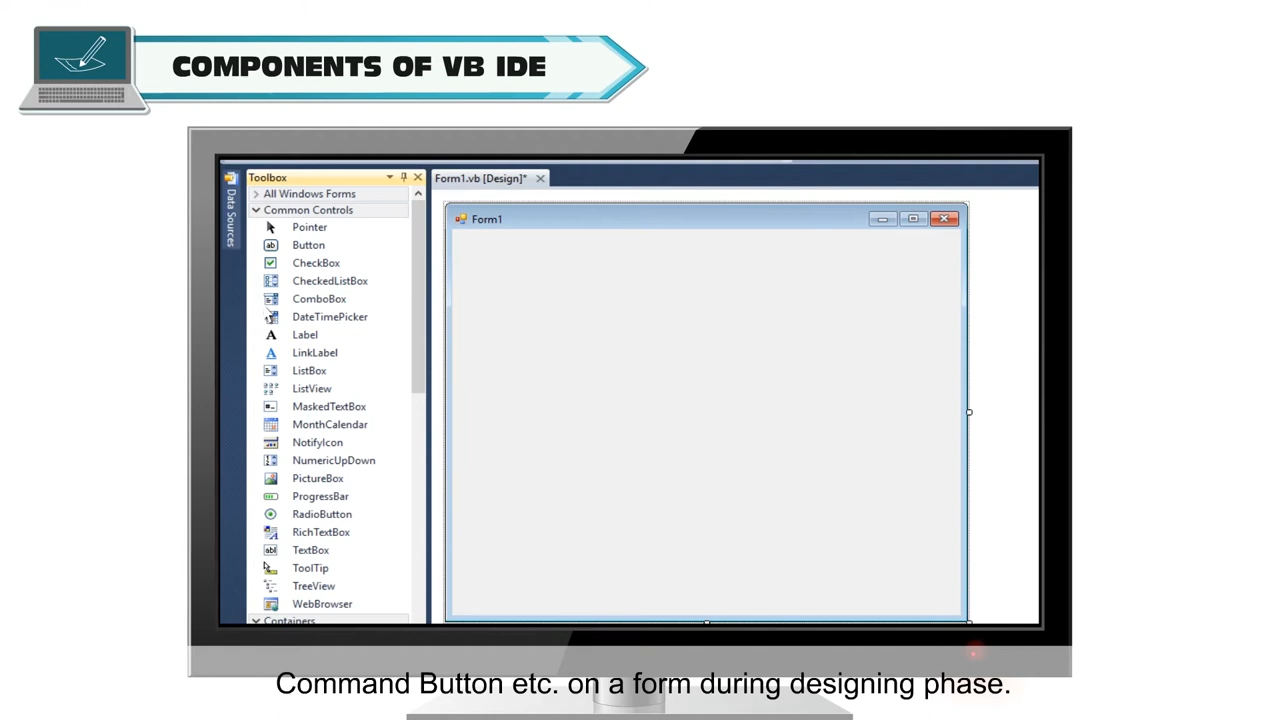 COMPONENTS OF VB IDE
Data Sources
Toolbox
All Windows Forms
Common Controls
Pointer
Button
CheckBox
CheckedListBox
ComboBox
DateTimePicker
Label
LinkLabel
ListBox
ListView
MaskedTextBox
MonthCalendar
NotifyIcon
NumericUpDown
PictureBox
ProgressBar
RadioButton
RichTextBox
TextBox
ToolTip
TreeView
WebBrowser
Containers
Form1.vb [Design]*
Form1
Command Button etc. on a form during designing phase.